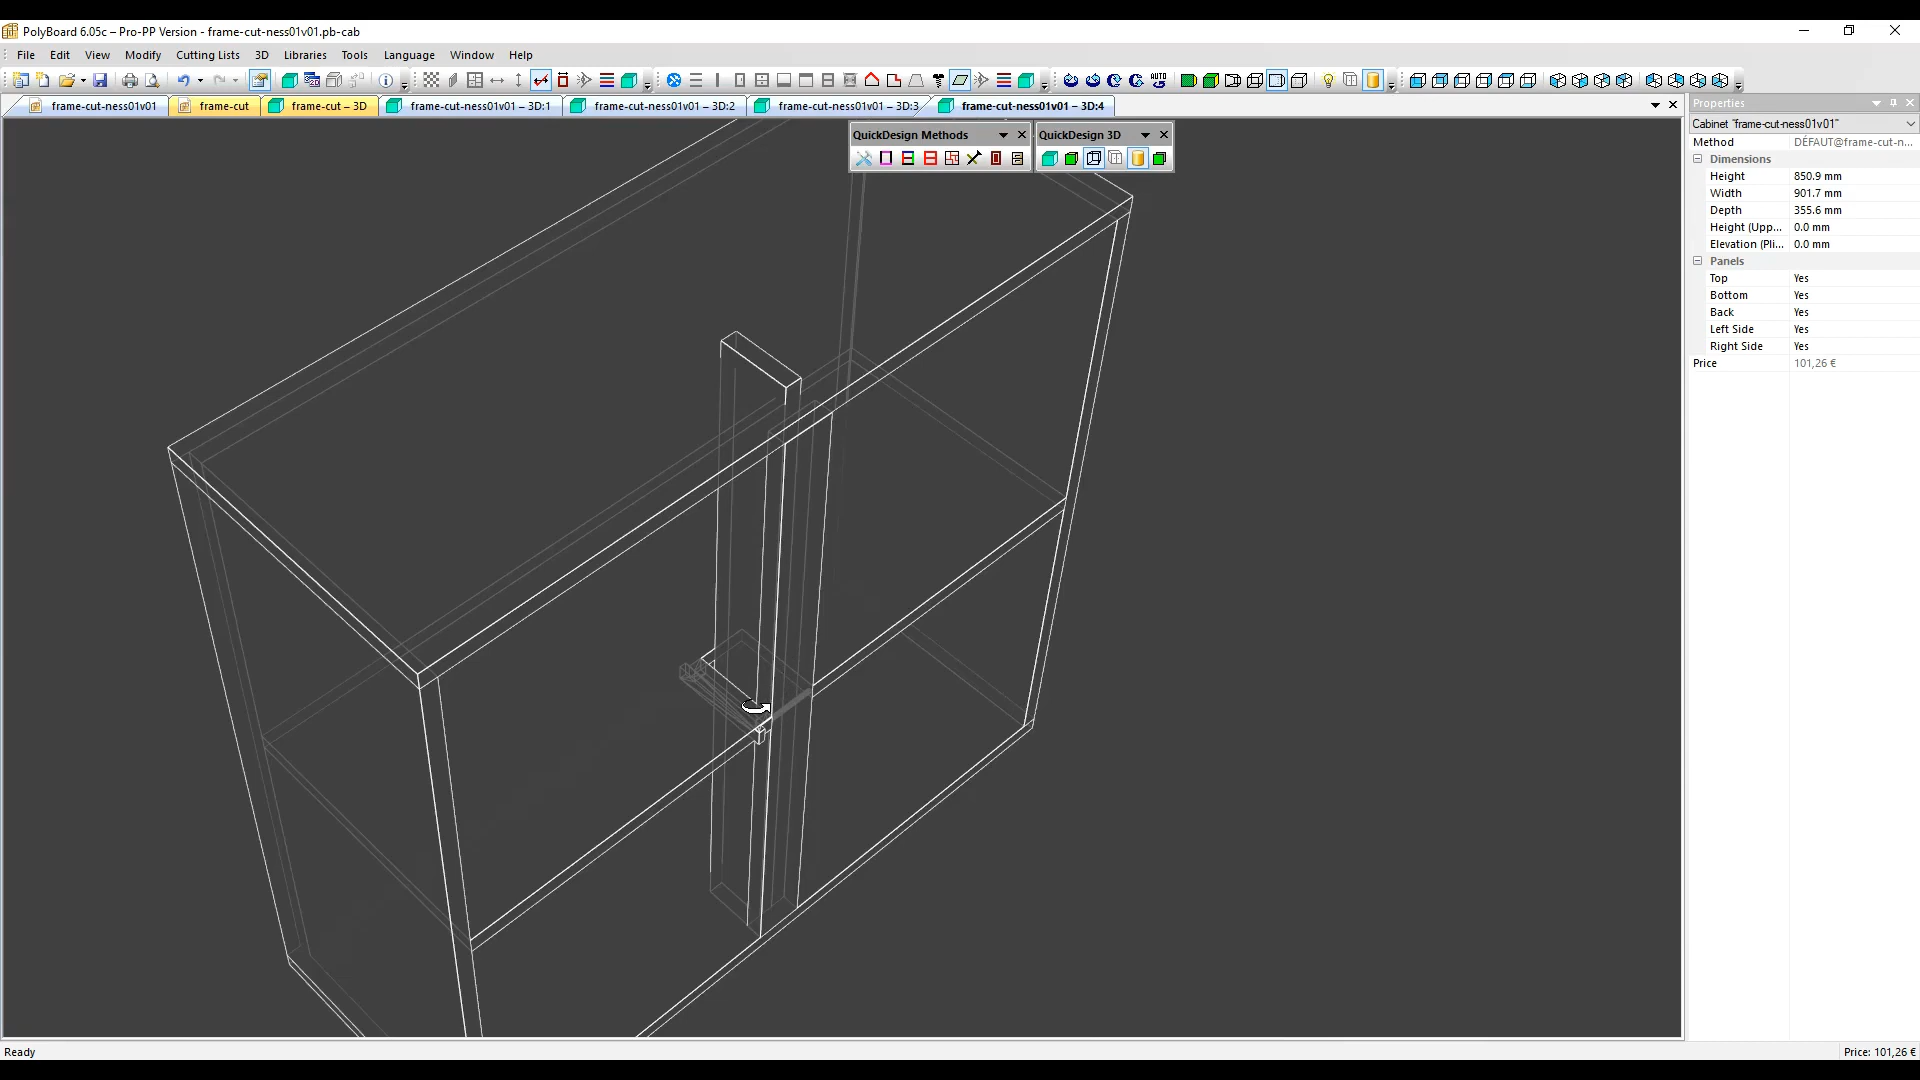 PolyBoard 6.05c – Pro-PP Version - frame-cut-ness01v01.pb-cab
File Edit View Modify Cutting Lists 3D Libraries Tools Language Window Help
AUTO
frame-cut-ness01v01 frame-cut frame-cut – 3D frame-cut-ness01v01 – 3D:1 frame-cut-ness01v01 – 3D:2 frame-cut-ness01v01 – 3D:3 frame-cut-ness01v01 – 3D:4
QuickDesign Methods
QuickDesign 3D
Properties
Cabinet "frame-cut-ness01v01"
Method DÉFAUT@frame-cut-n...
Dimensions
Height 850.9 mm
Width 901.7 mm
Depth 355.6 mm
Height (Upp... 0.0 mm
Elevation (Pli... 0.0 mm
Panels
Top Yes
Bottom Yes
Back Yes
Left Side Yes
Right Side Yes
Price 101,26 €
Ready
Price: 101,26 €